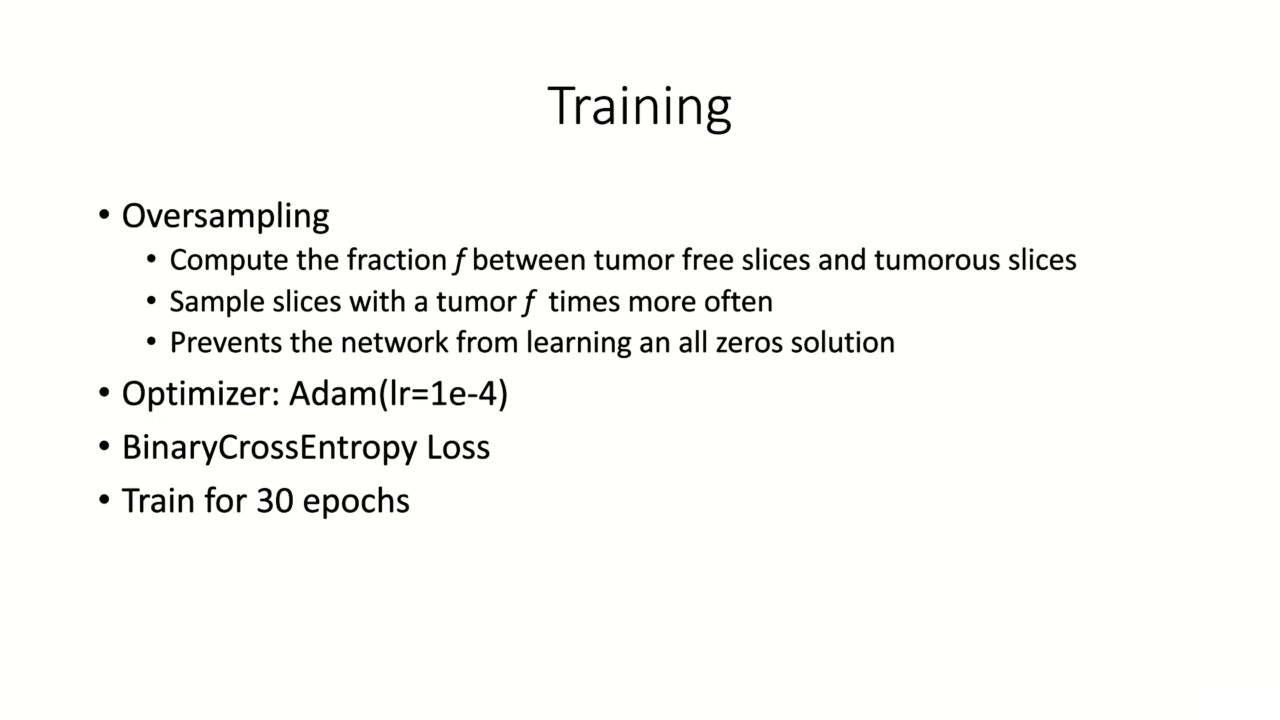 Training
• Oversampling
• Compute the fraction f between tumor free slices and tumorous slices
• Sample slices with a tumor f times more often
• Prevents the network from learning an all zeros solution
• Optimizer: Adam(lr=1e-4)
• BinaryCrossEntropy Loss
• Train for 30 epochs